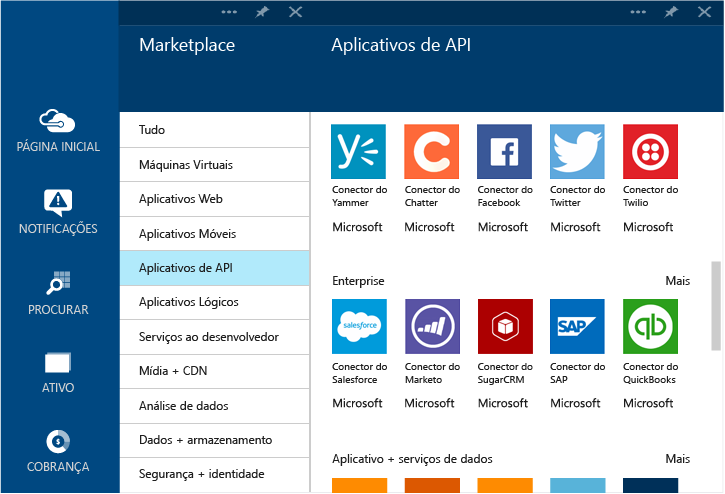 Marketplace
Aplicativos de API
PÁGINA INICIAL
NOTIFICAÇÕES
PROCURAR
ATIVO
COBRANÇA
Tudo
Máquinas Virtuais
Aplicativos Web
Aplicativos Móveis
Aplicativos de API
Aplicativos Lógicos
Serviços ao desenvolvedor
Mídia + CDN
Análise de dados
Dados + armazenamento
Segurança + identidade
Conector do Yammer
Microsoft
Conector do Chatter
Microsoft
Conector do Facebook
Microsoft
Conector do Twitter
Microsoft
Conector do Twilio
Microsoft
Enterprise
Mais
salesforce
Conector do Salesforce
Microsoft
Conector do Marketo
Microsoft
Conector do SugarCRM
Microsoft
SAP
Conector do SAP
Microsoft
qb
Conector do QuickBooks
Microsoft
Aplicativo + serviços de dados
Mais